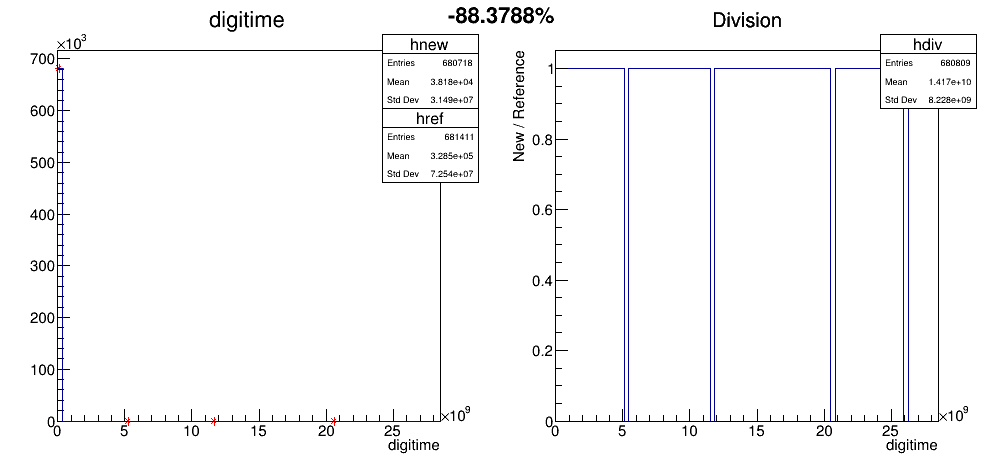 -88.3788%
digitime
×10³
700
600
500
400
300
200
100
0
0 5 10 15 20 25
×10⁹
digitime
hnew
Entries 680718
Mean 3.818e+04
Std Dev 3.149e+07
href
Entries 681411
Mean 3.285e+05
Std Dev 7.254e+07
Division
New / Reference
1
0.8
0.6
0.4
0.2
0
0 5 10 15 20 25
×10⁹
digitime
hdiv
Entries 680809
Mean 1.417e+10
Std Dev 8.228e+09